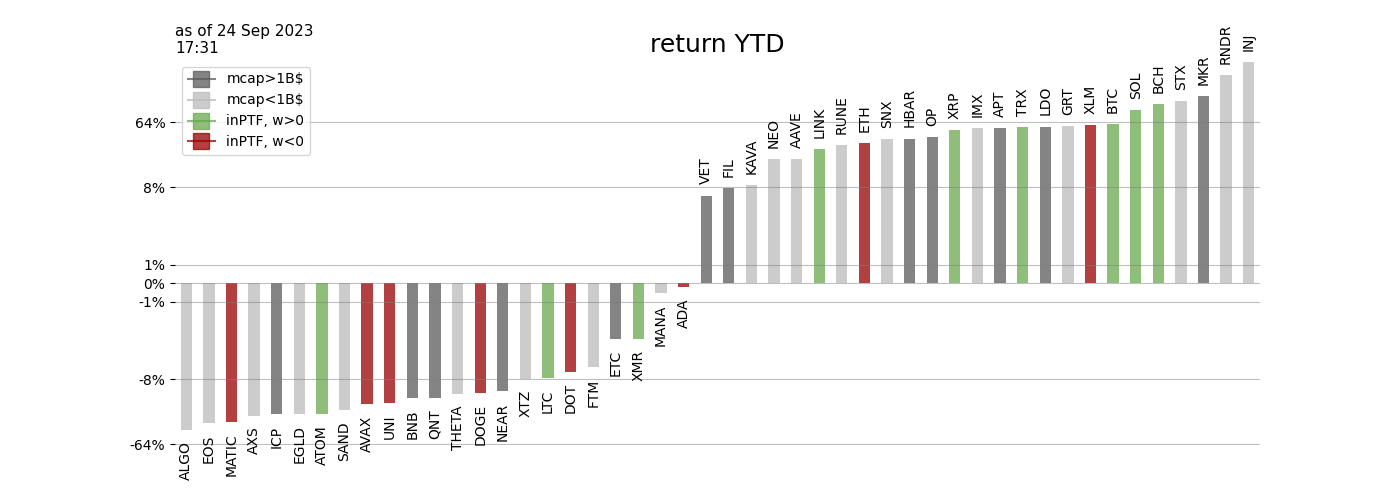 as of 24 Sep 2023
17:31
return YTD
mcap>1B$
mcap<1B$
inPTF, w>0
inPTF, w<0
64%
8%
1%
0%
-1%
-8%
-64%
ALGO
EOS
MATIC
AXS
ICP
EGLD
ATOM
SAND
AVAX
UNI
BNB
QNT
THETA
DOGE
NEAR
XTZ
LTC
DOT
FTM
ETC
XMR
MANA
ADA
VET
FIL
KAVA
NEO
AAVE
LINK
RUNE
ETH
SNX
HBAR
OP
XRP
IMX
APT
TRX
LDO
GRT
XLM
BTC
SOL
BCH
STX
MKR
RNDR
INJ